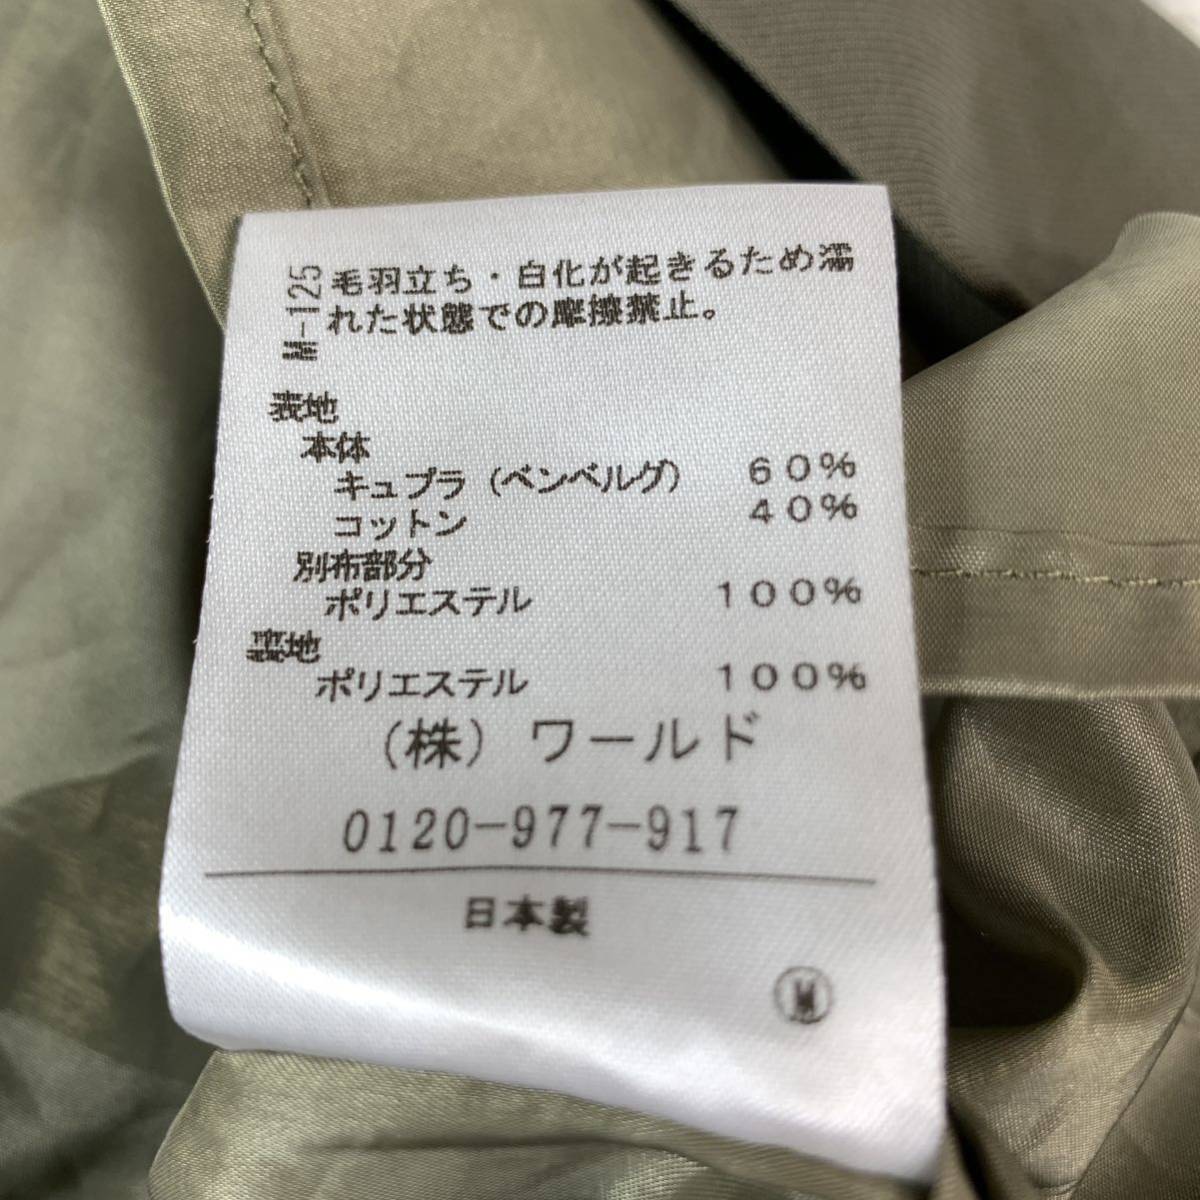 M-125
毛羽立ち・白化が起きるため濡
れた状態での摩擦禁止。
表地
本体
キュプラ（ベンベルグ） 60%
コットン 40%
別布部分
ポリエステル 100%
裏地
ポリエステル 100%
（株）ワールド
0120-977-917
日本製
Ⓜ